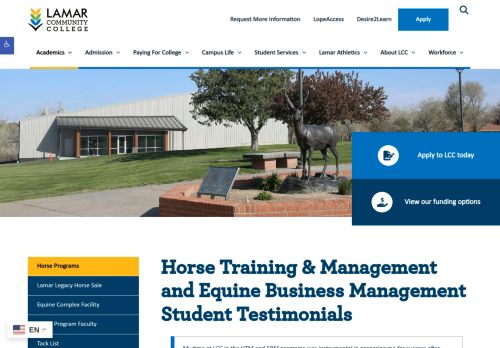 LAMAR
COMMUNITY
COLLEGE
Request More Information
LopeAccess
Desire2Learn
Apply
Academics
Admission
Paying For College
Campus Life
Student Services
Lamar Athletics
About LCC
Workforce
Apply to LCC today
View our funding options
Horse Programs
Lamar Legacy Horse Sale
Equine Complex Facility
Program Faculty
Tack List
EN
Horse Training & Management
and Equine Business Management
Student Testimonials